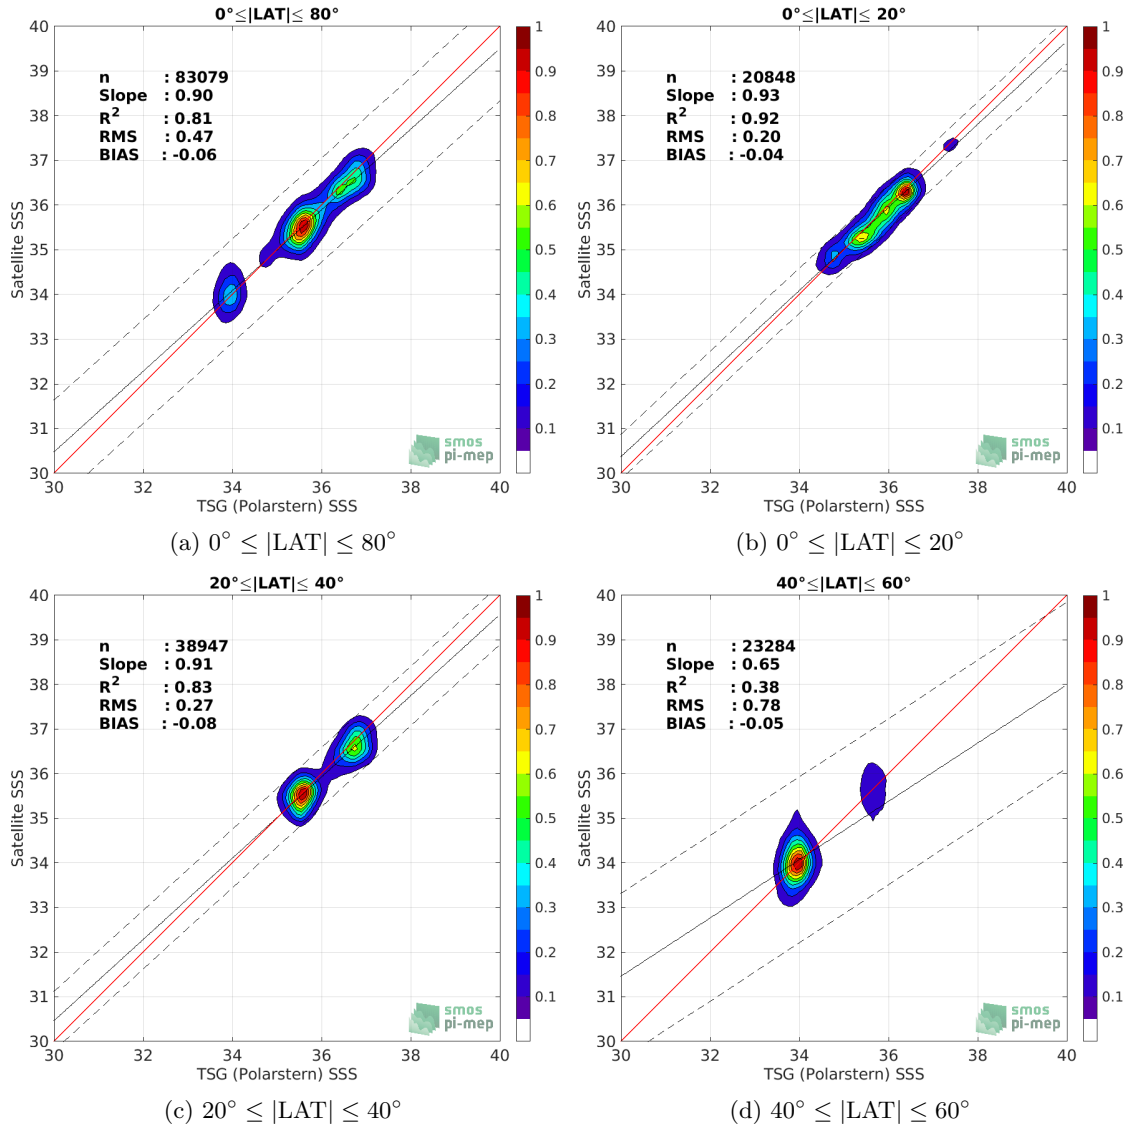 0°≤|LAT|≤ 80°
n : 83079
Slope : 0.90
R2 : 0.81
RMS : 0.47
BIAS : -0.06
40
39
38
37
36
35
34
33
32
31
30
Satellite SSS
30 32 34 36 38 40
TSG (Polarstern) SSS
1
0.9
0.8
0.7
0.6
0.5
0.4
0.3
0.2
0.1
smos
pi-mep
(a) 0° ≤ |LAT| ≤ 80°
0°≤|LAT|≤ 20°
n : 20848
Slope : 0.93
R2 : 0.92
RMS : 0.20
BIAS : -0.04
40
39
38
37
36
35
34
33
32
31
30
Satellite SSS
30 32 34 36 38 40
TSG (Polarstern) SSS
1
0.9
0.8
0.7
0.6
0.5
0.4
0.3
0.2
0.1
smos
pi-mep
(b) 0° ≤ |LAT| ≤ 20°
20°≤|LAT|≤ 40°
n : 38947
Slope : 0.91
R2 : 0.83
RMS : 0.27
BIAS : -0.08
40
39
38
37
36
35
34
33
32
31
30
Satellite SSS
30 32 34 36 38 40
TSG (Polarstern) SSS
1
0.9
0.8
0.7
0.6
0.5
0.4
0.3
0.2
0.1
smos
pi-mep
(c) 20° ≤ |LAT| ≤ 40°
40°≤|LAT|≤ 60°
n : 23284
Slope : 0.65
R2 : 0.38
RMS : 0.78
BIAS : -0.05
40
39
38
37
36
35
34
33
32
31
30
Satellite SSS
30 32 34 36 38 40
TSG (Polarstern) SSS
1
0.9
0.8
0.7
0.6
0.5
0.4
0.3
0.2
0.1
smos
pi-mep
(d) 40° ≤ |LAT| ≤ 60°